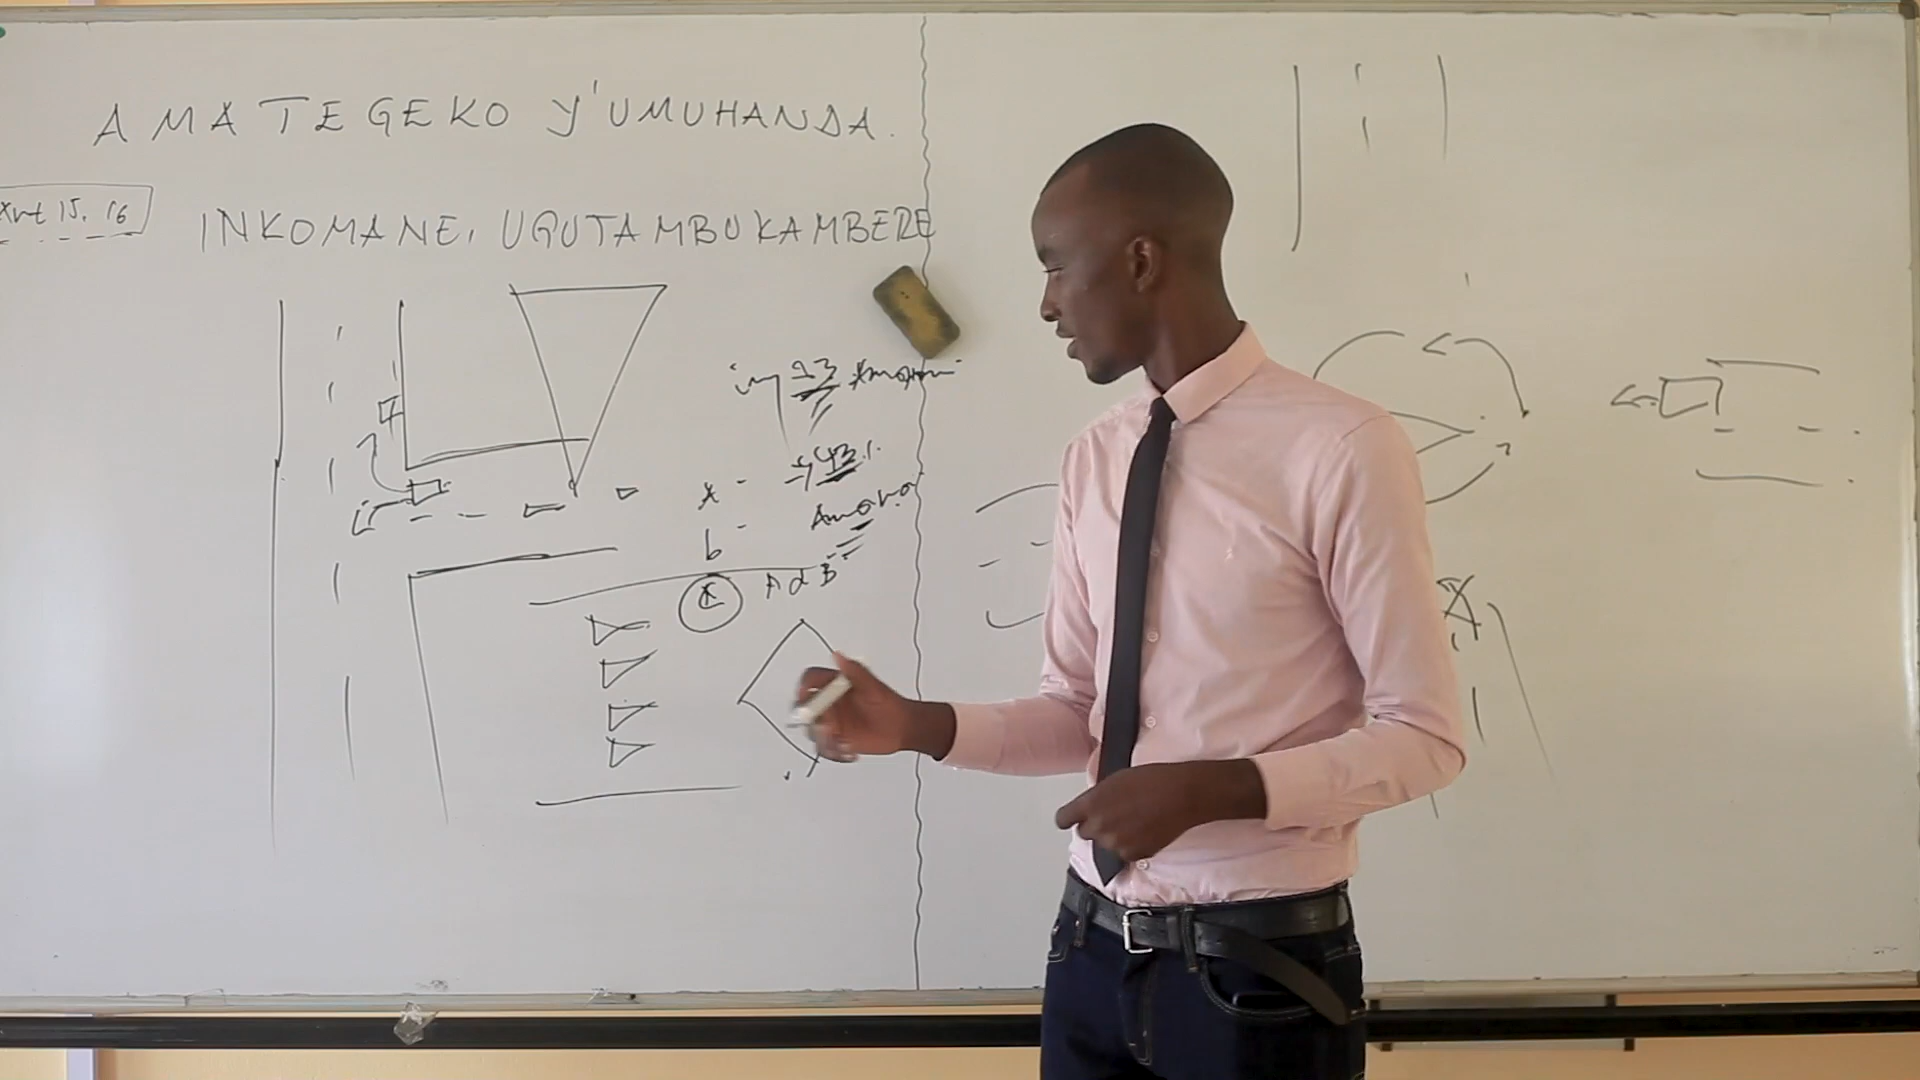 AMATEGEKO Y'UMUHANDA.
Art 15, 16
INKOMANE, UGUTAMBUKAMBERE
b
C
A d B